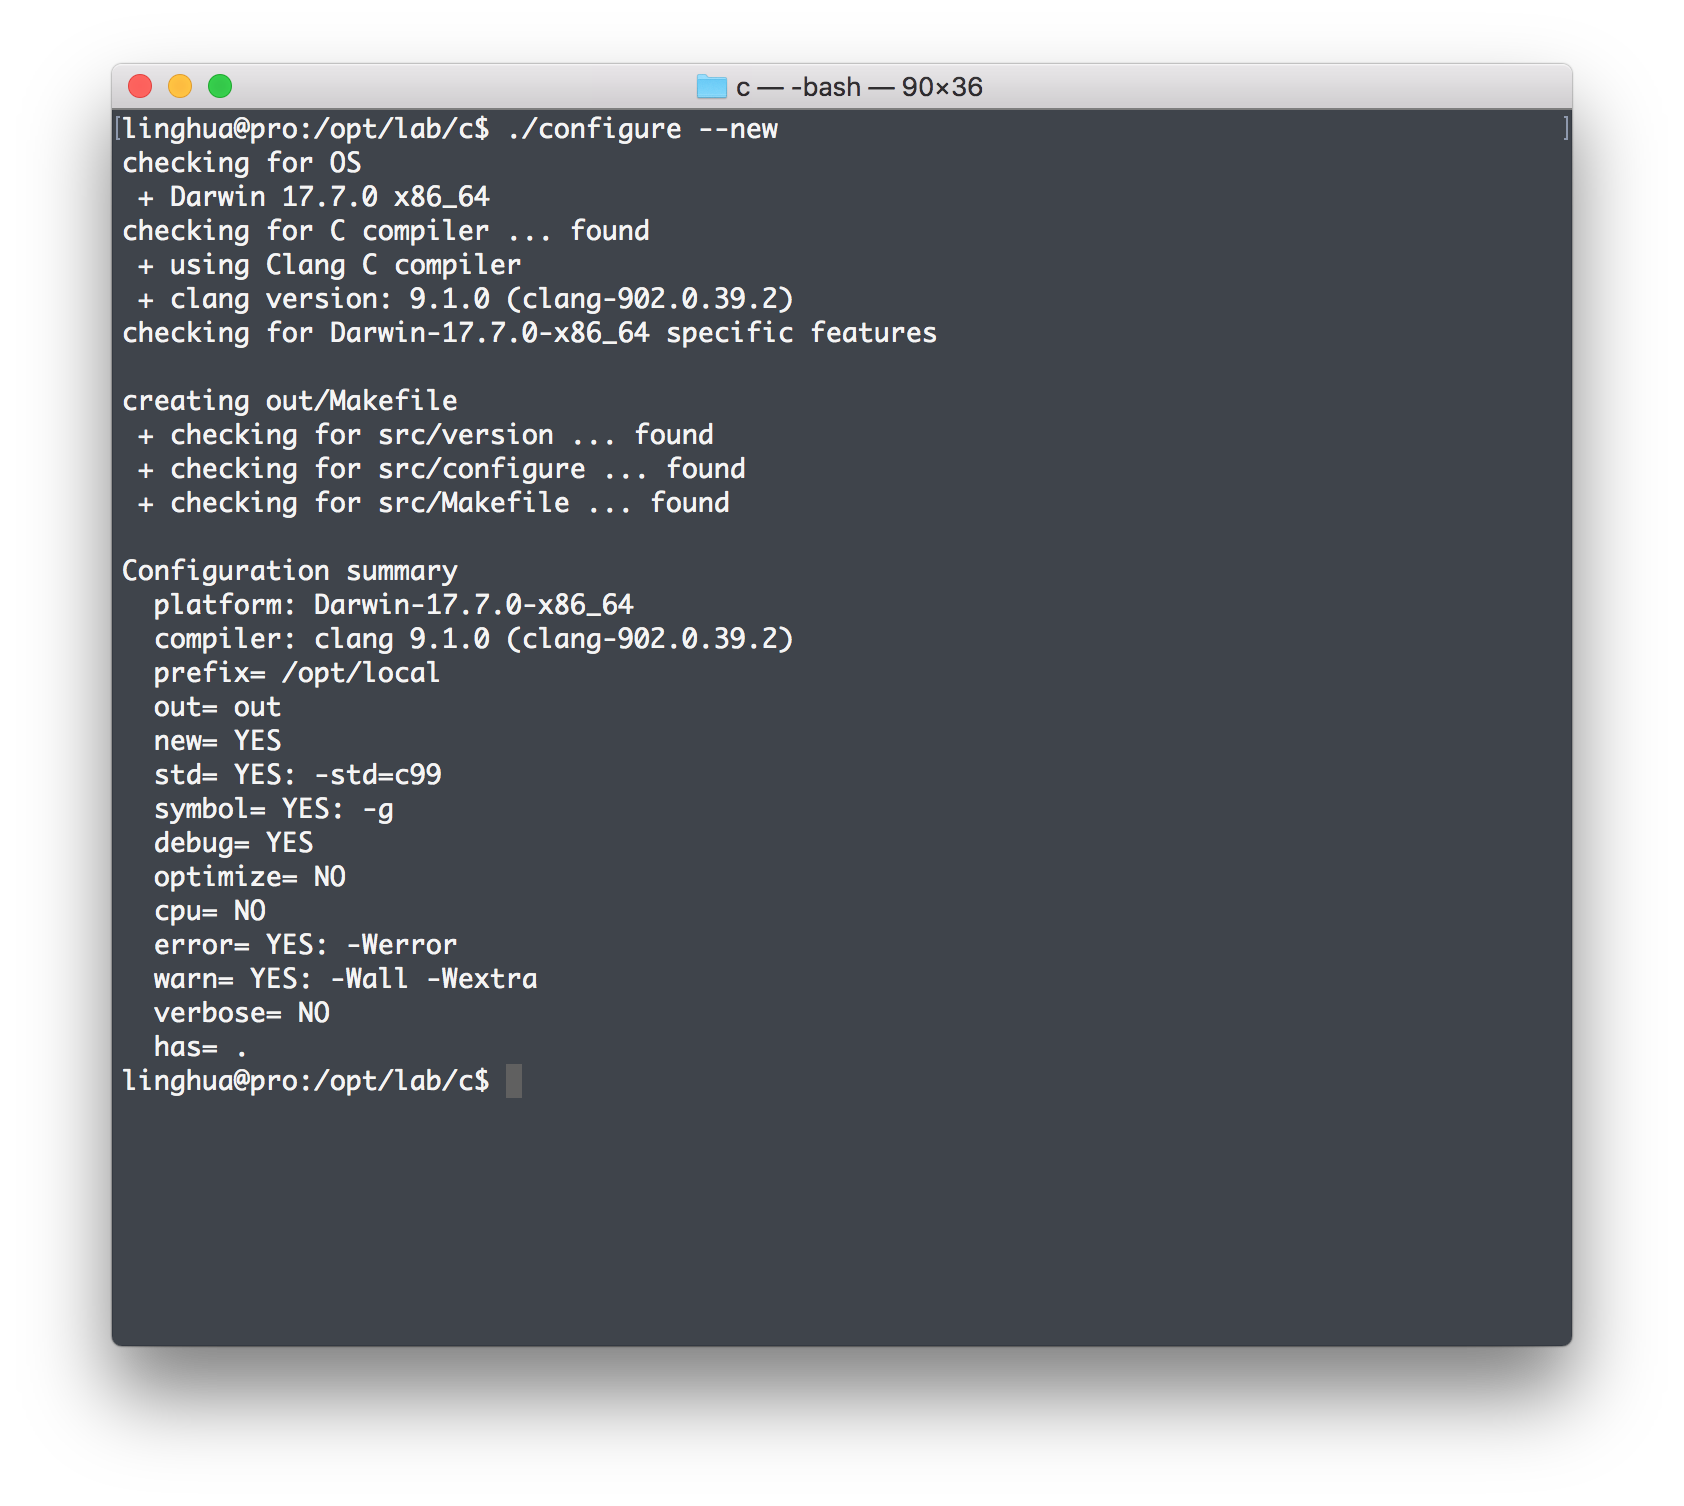 c — -bash — 90×36
linghua@pro:/opt/lab/c$ ./configure --new
checking for OS
 + Darwin 17.7.0 x86_64
checking for C compiler ... found
 + using Clang C compiler
 + clang version: 9.1.0 (clang-902.0.39.2)
checking for Darwin-17.7.0-x86_64 specific features

creating out/Makefile
 + checking for src/version ... found
 + checking for src/configure ... found
 + checking for src/Makefile ... found

Configuration summary
  platform: Darwin-17.7.0-x86_64
  compiler: clang 9.1.0 (clang-902.0.39.2)
  prefix= /opt/local
  out= out
  new= YES
  std= YES: -std=c99
  symbol= YES: -g
  debug= YES
  optimize= NO
  cpu= NO
  error= YES: -Werror
  warn= YES: -Wall -Wextra
  verbose= NO
  has= .
linghua@pro:/opt/lab/c$